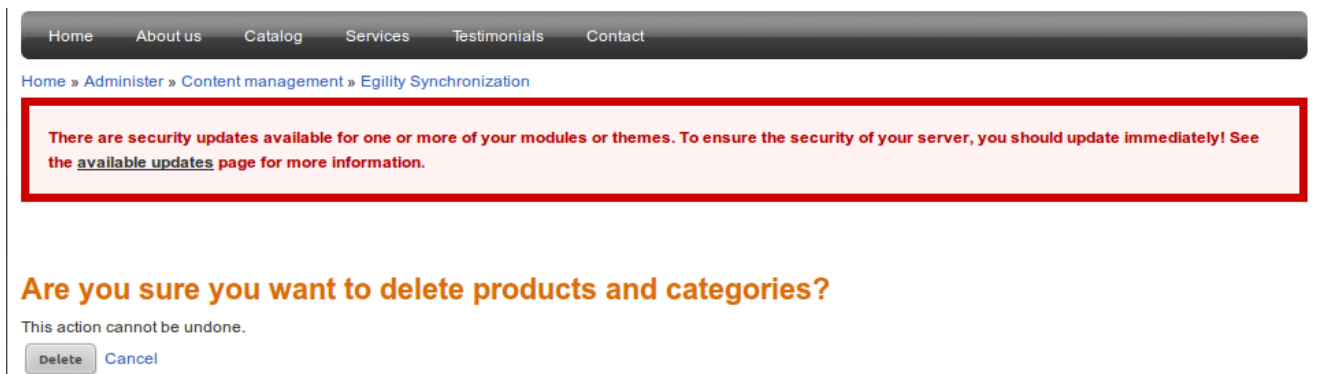 Home About us Catalog Services Testimonials Contact
Home » Administer » Content management » Egility Synchronization
There are security updates available for one or more of your modules or themes. To ensure the security of your server, you should update immediately! See
the available updates page for more information.
Are you sure you want to delete products and categories?
This action cannot be undone.
Delete Cancel